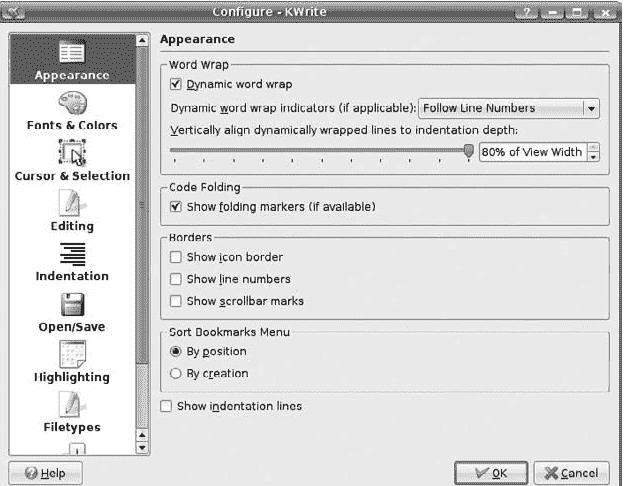 Configure - KWrite
Appearance
Fonts & Colors
Cursor & Selection
Editing
Indentation
Open/Save
Highlighting
Filetypes
Help
Appearance
Word Wrap
Dynamic word wrap
Dynamic word wrap indicators (if applicable): Follow Line Numbers
Vertically align dynamically wrapped lines to indentation depth:
80% of View Width
Code Folding
Show folding markers (if available)
Borders
Show icon border
Show line numbers
Show scrollbar marks
Sort Bookmarks Menu
By position
By creation
Show indentation lines
OK Cancel